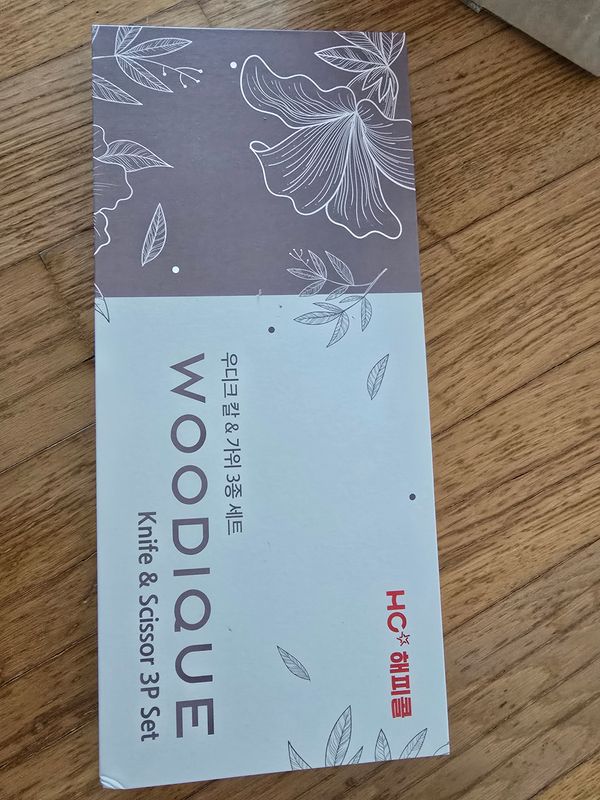 HC 해피콜
우디크 칼 & 가위 3종 세트
WOODIQUE
Knife & Scissor 3P Set